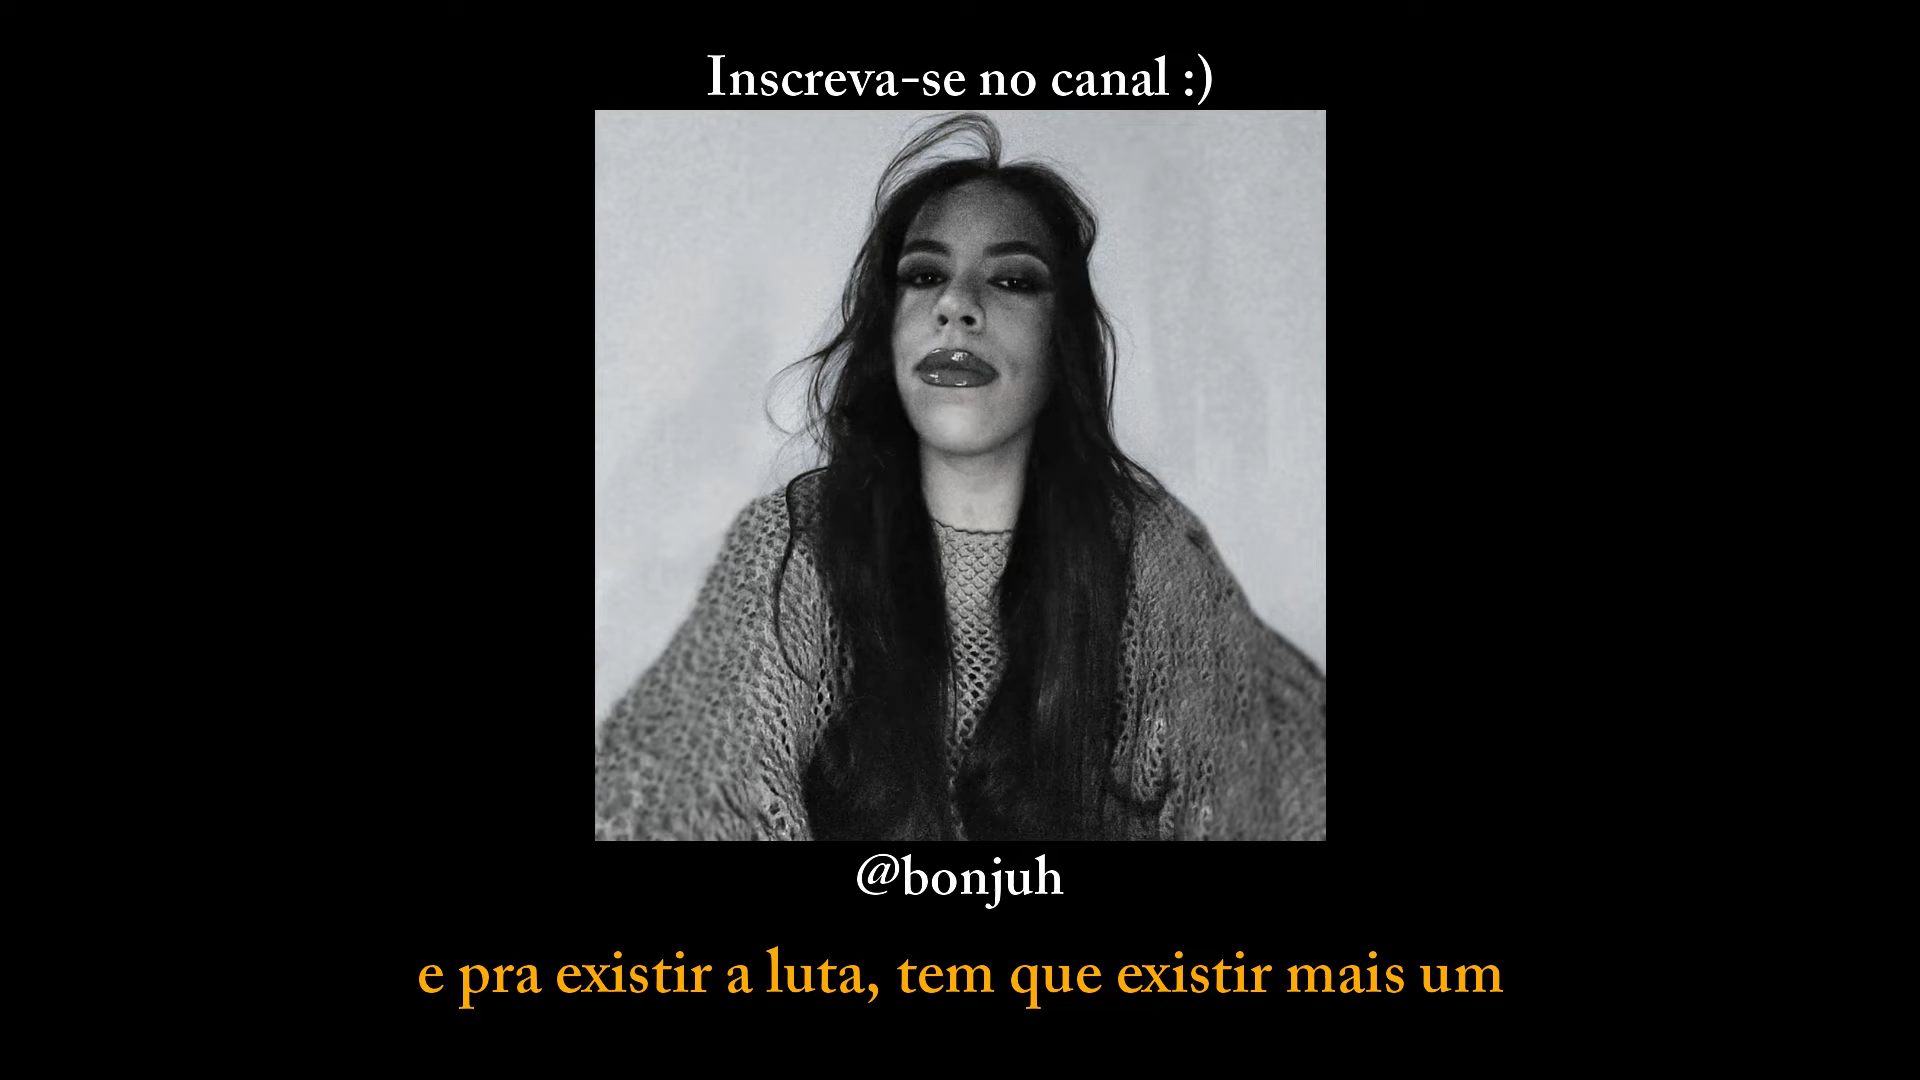 Inscreva-se no canal :)
@bonjuh
e pra existir a luta, tem que existir mais um